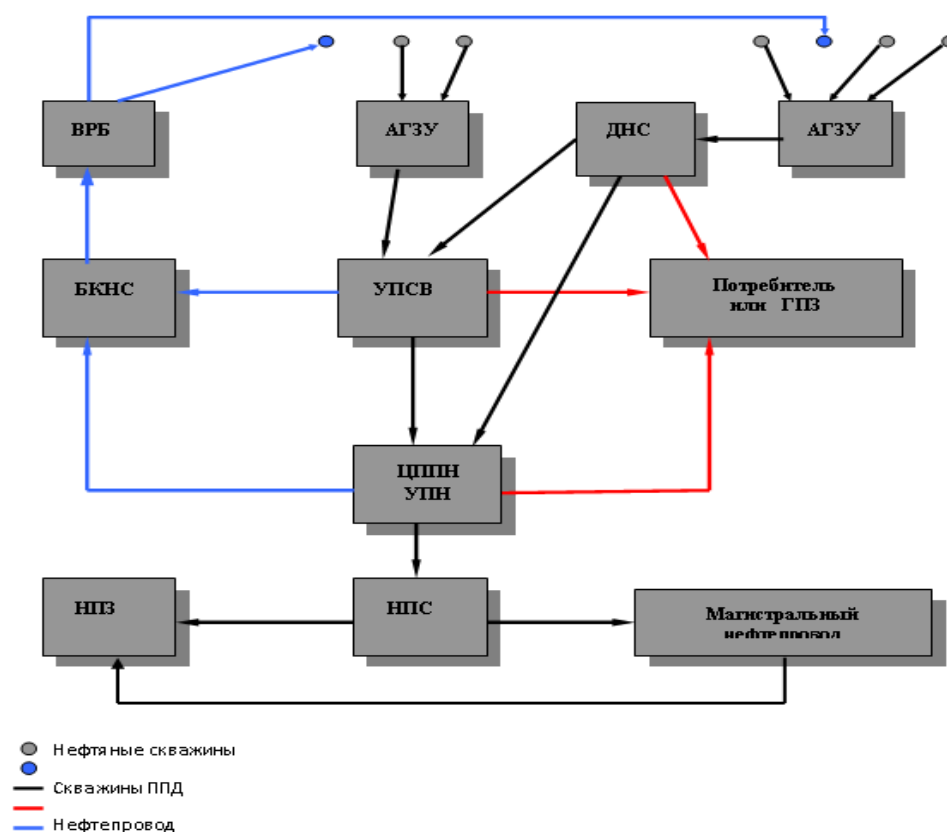 ВРБ
АГЗУ
ДНС
АГЗУ
БКНС
УПСВ
Потребитель
или ГПЗ
ЦППН
УПН
НПЗ
НПС
Магистральный
нефтепровод
Нефтяные скважины
Скважины ППД
Нефтепровод